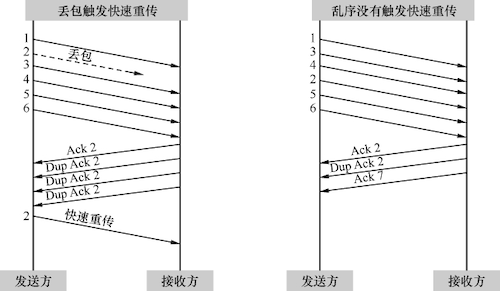 丢包触发快速重传
1
2
丢包
3
4
5
6
Ack 2
Dup Ack 2
Dup Ack 2
Dup Ack 2
2
快速重传
发送方
接收方
乱序没有触发快速重传
1
3
4
2
5
6
Ack 2
Dup Ack 2
Ack 7
发送方
接收方